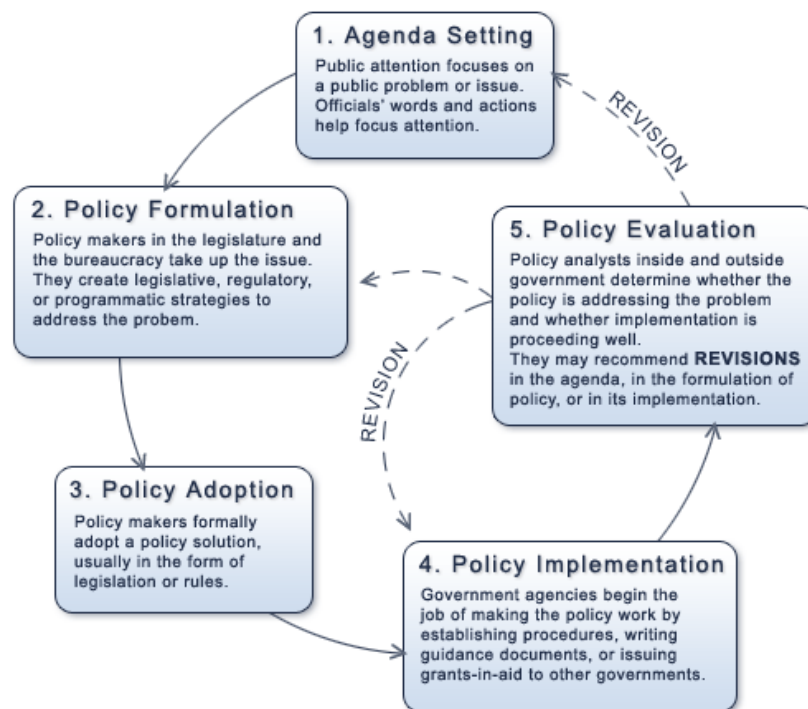 1. Agenda Setting
Public attention focuses on
a public problem or issue.
Officials' words and actions
help focus attention.
REVISION
2. Policy Formulation
Policy makers in the legislature and
the bureaucracy take up the issue.
They create legislative, regulatory,
or programmatic strategies to
address the probem.
5. Policy Evaluation
Policy analysts inside and outside
government determine whether the
policy is addressing the problem
and whether implementation is
proceeding well.
They may recommend REVISIONS
in the agenda, in the formulation of
policy, or in its implementation.
REVISION
3. Policy Adoption
Policy makers formally
adopt a policy solution,
usually in the form of
legislation or rules.
4. Policy Implementation
Government agencies begin the
job of making the policy work by
establishing procedures, writing
guidance documents, or issuing
grants-in-aid to other governments.